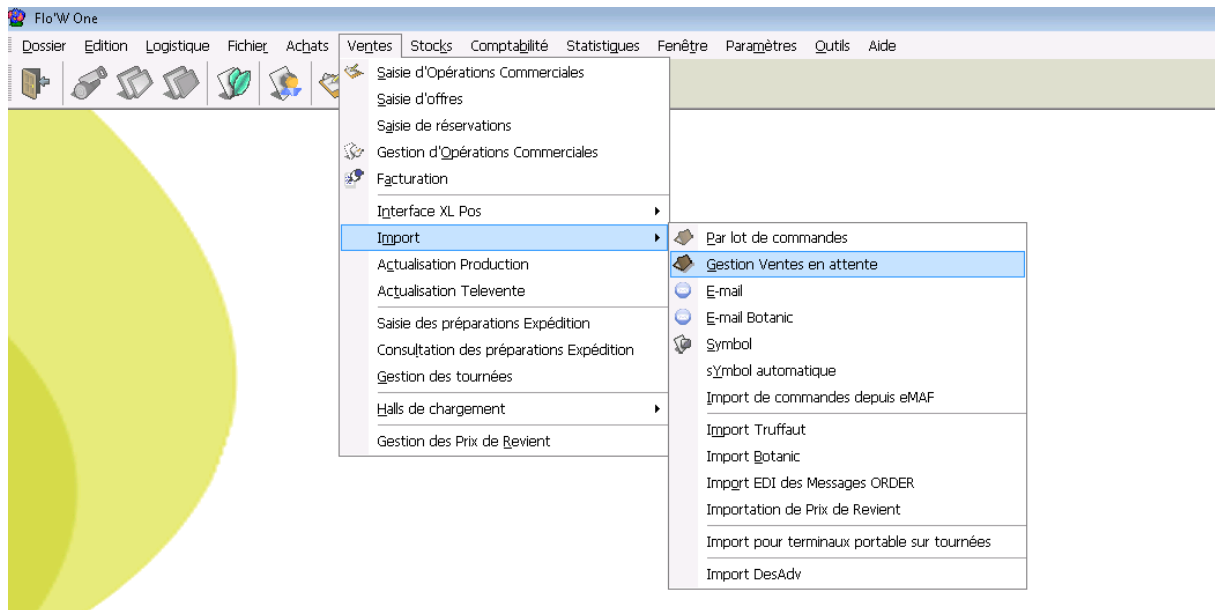 Flo'W One
Dossier Edition Logistique Fichier Achats Ventes Stocks Comptabilité Statistiques Fenêtre Paramètres Outils Aide
Saisie d'Opérations Commerciales
Saisie d'offres
Saisie de réservations
Gestion d'Opérations Commerciales
Facturation
Interface XL Pos
Import
Actualisation Production
Actualisation Televente
Saisie des préparations Expédition
Consultation des préparations Expédition
Gestion des tournées
Halls de chargement
Gestion des Prix de Revient
Par lot de commandes
Gestion Ventes en attente
E-mail
E-mail Botanic
Symbol
sYmbol automatique
Import de commandes depuis eMAF
Import Truffaut
Import Botanic
Import EDI des Messages ORDER
Importation de Prix de Revient
Import pour terminaux portable sur tournées
Import DesAdv